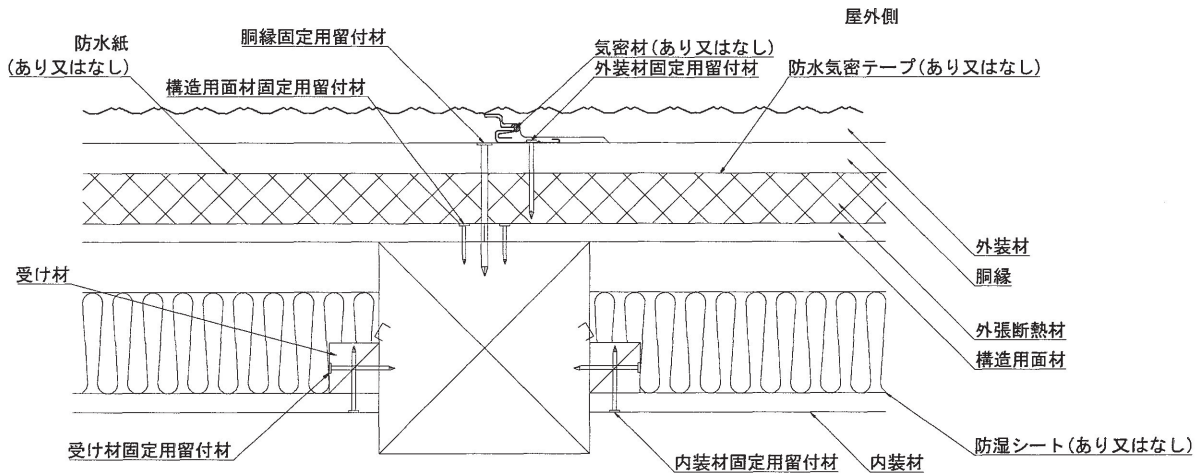 屋外側
胴縁固定用留付材
防水紙
(あり又はなし)
気密材(あり又はなし)
外装材固定用留付材
防水気密テープ(あり又はなし)
構造用面材固定用留付材
外装材
胴縁
受け材
外張断熱材
構造用面材
防湿シート(あり又はなし)
受け材固定用留付材
内装材固定用留付材
内装材